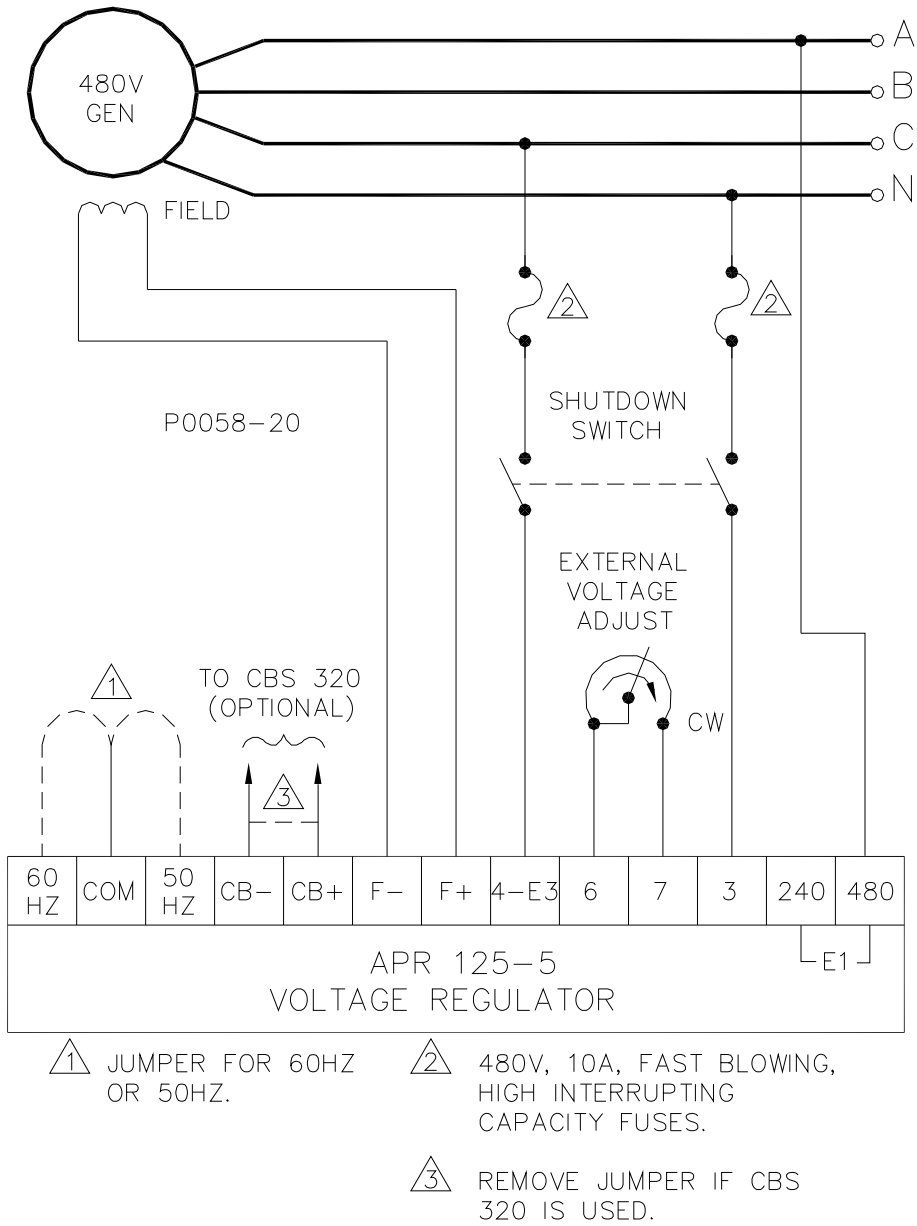 480V
GEN
A
B
C
N
FIELD
2
2
P0058-20
SHUTDOWN
SWITCH
EXTERNAL
VOLTAGE
ADJUST
CW
1
TO CBS 320
(OPTIONAL)
3
60
HZ
COM
50
HZ
CB-
CB+
F-
F+
4-E3
6
7
3
240
480
E1
APR 125-5
VOLTAGE REGULATOR
1 JUMPER FOR 60HZ
OR 50HZ.
2 480V, 10A, FAST BLOWING,
HIGH INTERRUPTING
CAPACITY FUSES.
3 REMOVE JUMPER IF CBS
320 IS USED.